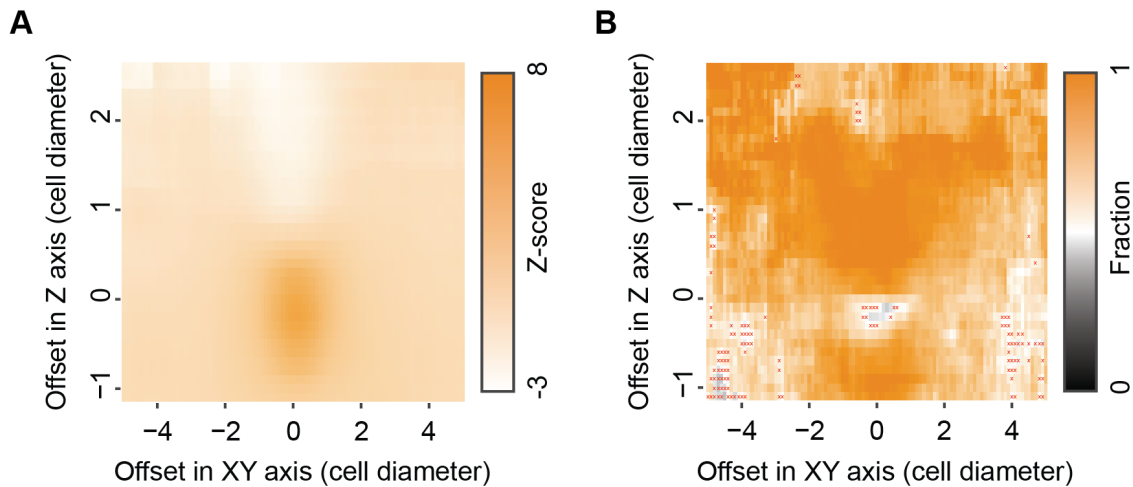 A
Offset in Z axis (cell diameter)
2
1
0
−1
−4
−2
0
2
4
Offset in XY axis (cell diameter)
8
Z-score
-3
B
Offset in Z axis (cell diameter)
2
1
0
−1
−4
−2
0
2
4
Offset in XY axis (cell diameter)
1
Fraction
0